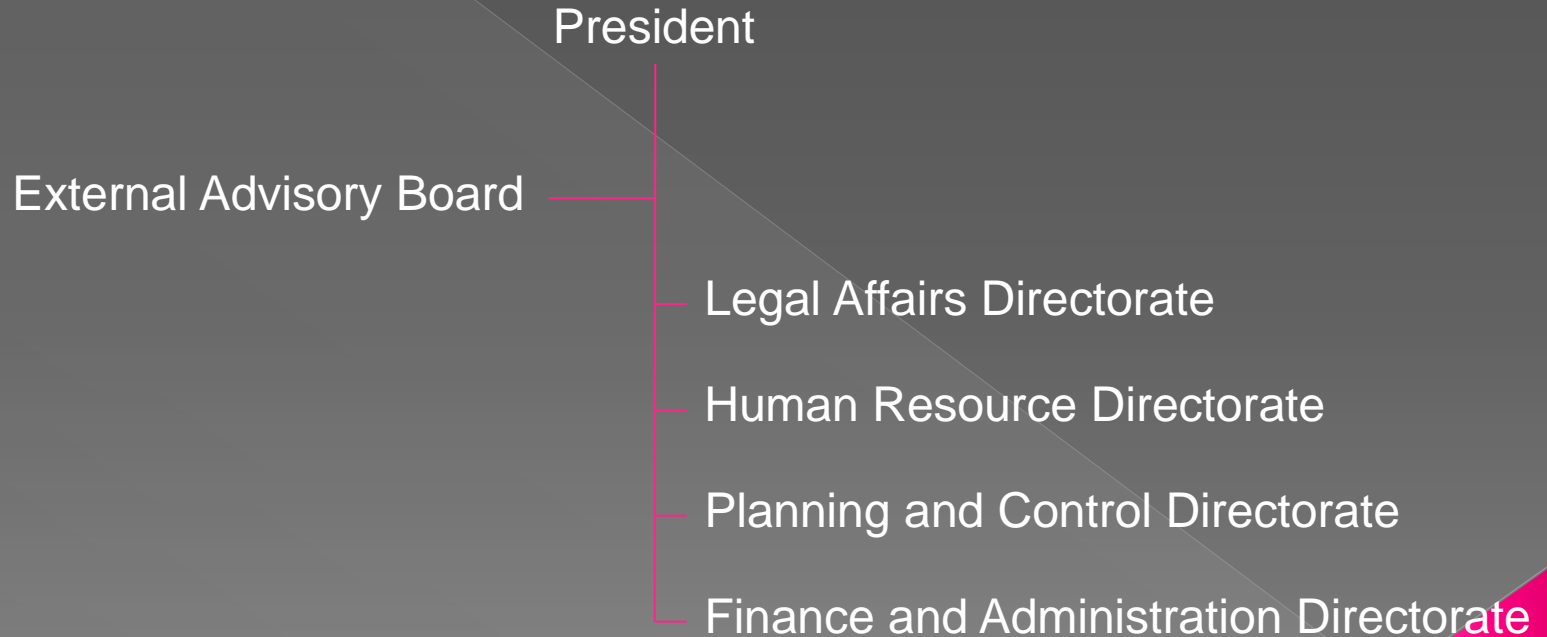 President
External Advisory Board
Legal Affairs Directorate
Human Resource Directorate
Planning and Control Directorate
Finance and Administration Directorate